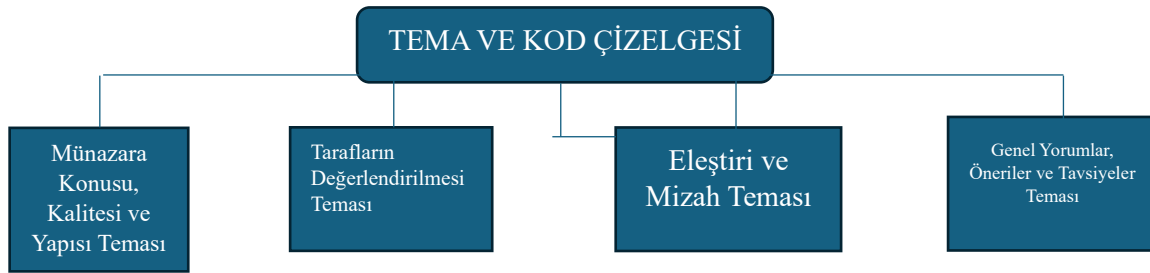 TEMA VE KOD ÇİZELGESİ
Münazara
Konusu,
Kalitesi ve
Yapısı Teması
Tarafların
Değerlendirilmesi
Teması
Eleştiri ve
Mizah Teması
Genel Yorumlar,
Öneriler ve Tavsiyeler
Teması